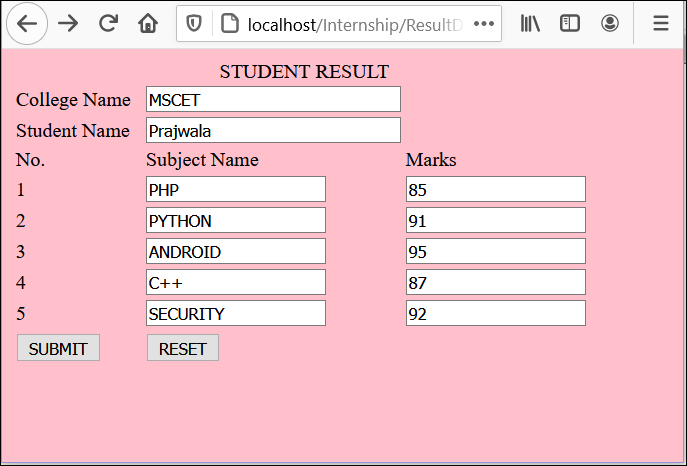 localhost/Internship/ResultD
STUDENT RESULT
College Name MSCET
Student Name Prajwala
No. Subject Name Marks
1 PHP 85
2 PYTHON 91
3 ANDROID 95
4 C++ 87
5 SECURITY 92
SUBMIT RESET